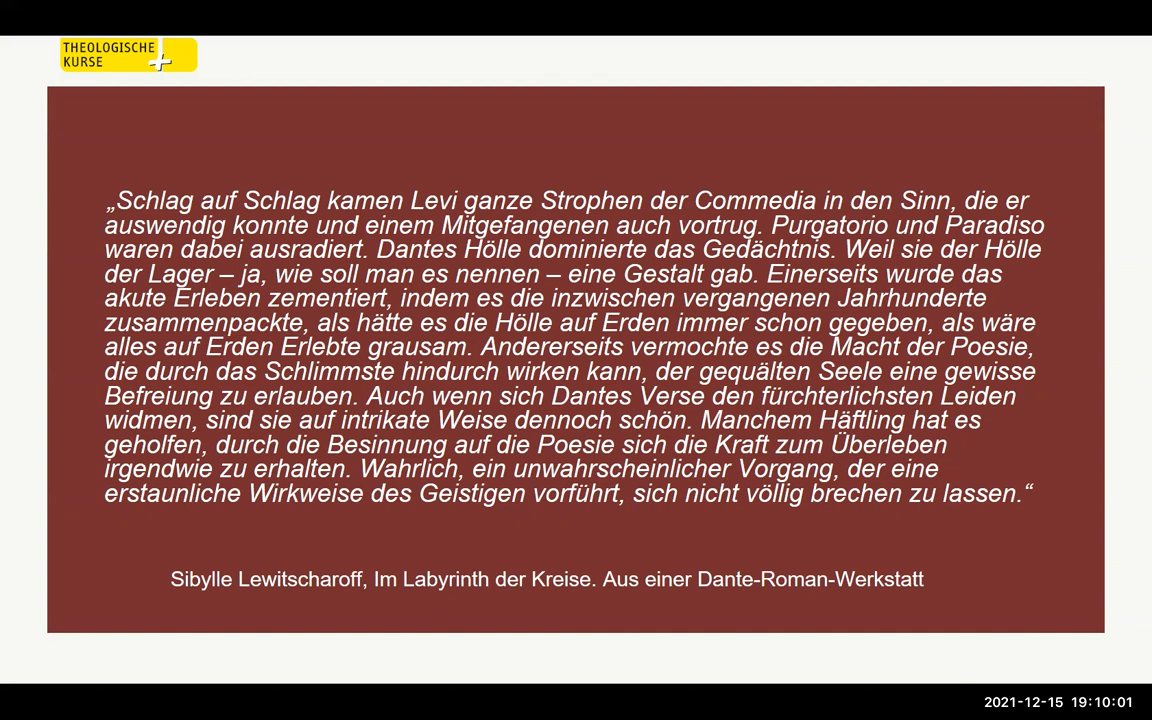 THEOLOGISCHE
KURSE
„Schlag auf Schlag kamen Levi ganze Strophen der Commedia in den Sinn, die er
auswendig konnte und einem Mitgefangenen auch vortrug. Purgatorio und Paradiso
waren dabei ausradiert. Dantes Hölle dominierte das Gedächtnis. Weil sie der Hölle
der Lager – ja, wie soll man es nennen – eine Gestalt gab. Einerseits wurde das
akute Erleben zementiert, indem es die inzwischen vergangenen Jahrhunderte
zusammenpackte, als hätte es die Hölle auf Erden immer schon gegeben, als wäre
alles auf Erden Erlebte grausam. Andererseits vermochte es die Macht der Poesie,
die durch das Schlimmste hindurch wirken kann, der gequälten Seele eine gewisse
Befreiung zu erlauben. Auch wenn sich Dantes Verse den fürchterlichsten Leiden
widmen, sind sie auf intrikate Weise dennoch schön. Manchem Häftling hat es
geholfen, durch die Besinnung auf die Poesie sich die Kraft zum Überleben
irgendwie zu erhalten. Wahrlich, ein unwahrscheinlicher Vorgang, der eine
erstaunliche Wirkweise des Geistigen vorführt, sich nicht völlig brechen zu lassen.“
Sibylle Lewitscharoff, Im Labyrinth der Kreise. Aus einer Dante-Roman-Werkstatt
2021-12-15 19:10:01